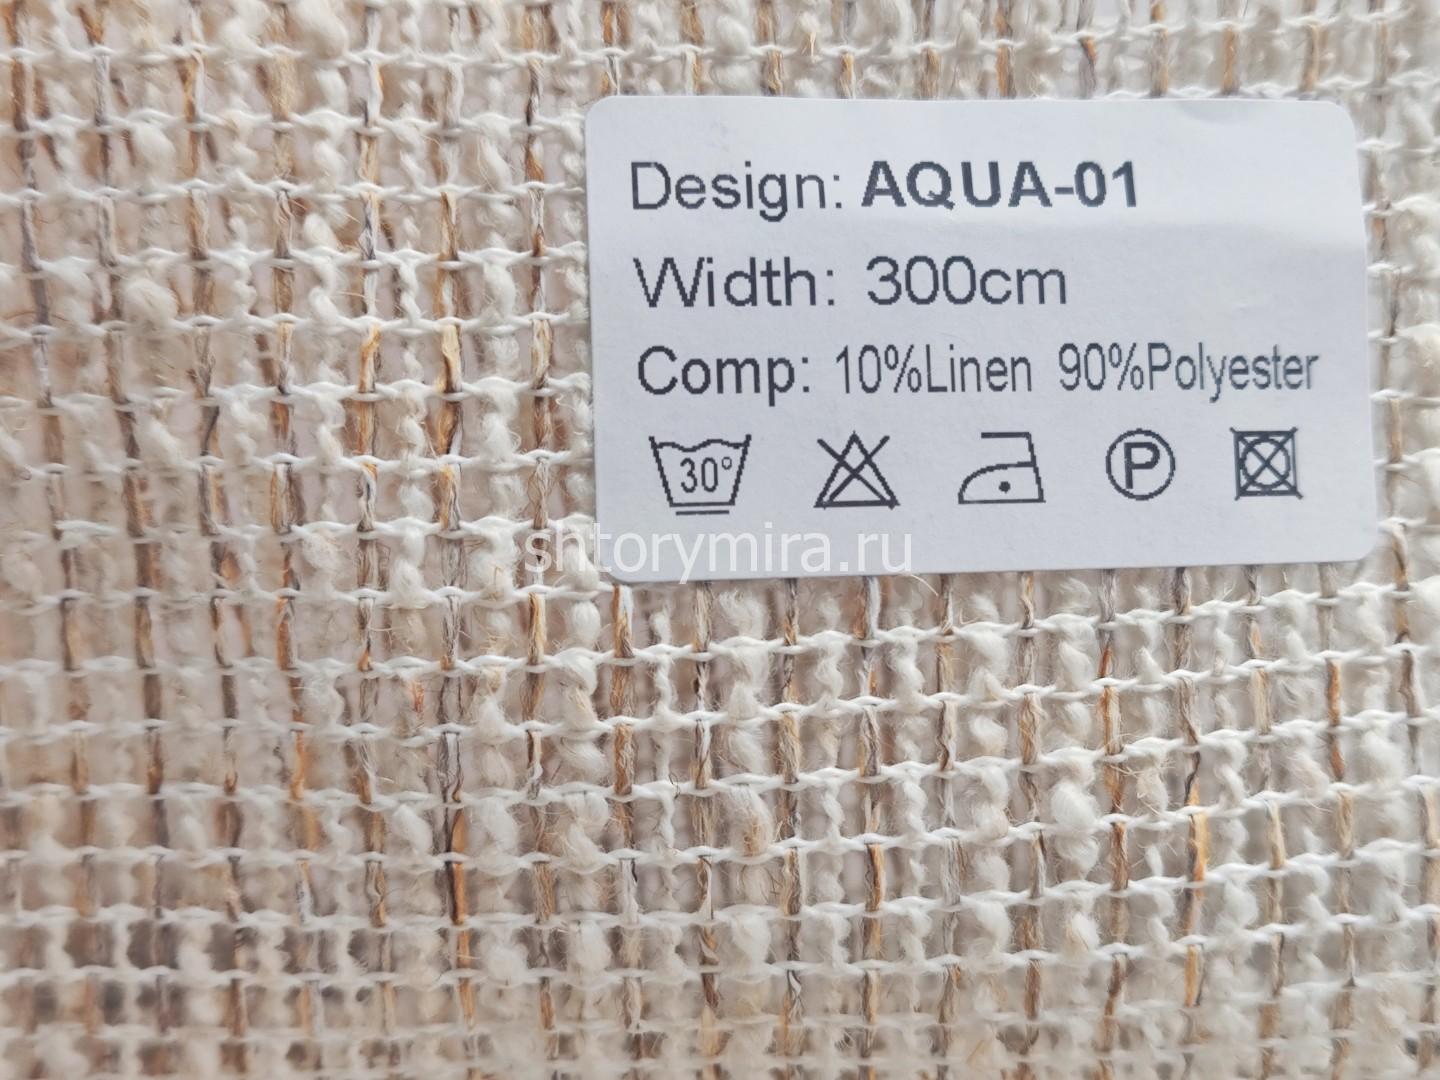 Design: AQUA-01
Width: 300cm
Comp: 10%Linen 90%Polyester
30°
P
shtorymira.ru